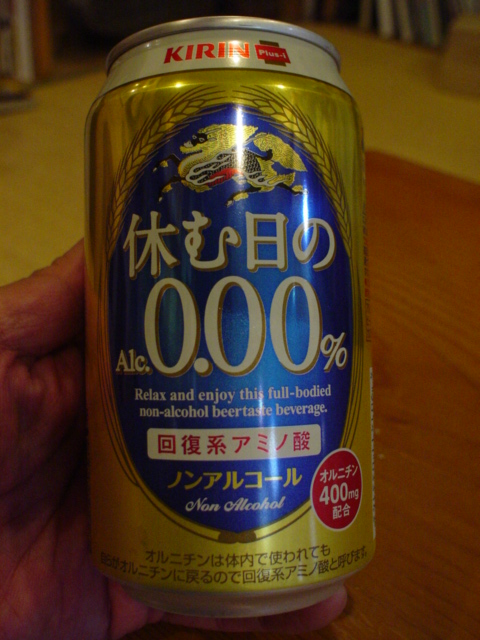 KIRIN Plus-i
休む日の
Alc. 0.00%
Relax and enjoy this full-bodied
non-alcohol beertaste beverage.
回復系アミノ酸
ノンアルコール
Non Alcohol
オルニチン
400mg
配合
オルニチンは体内で使われても
オルニチンに戻るので回復系アミノ酸と呼びます。